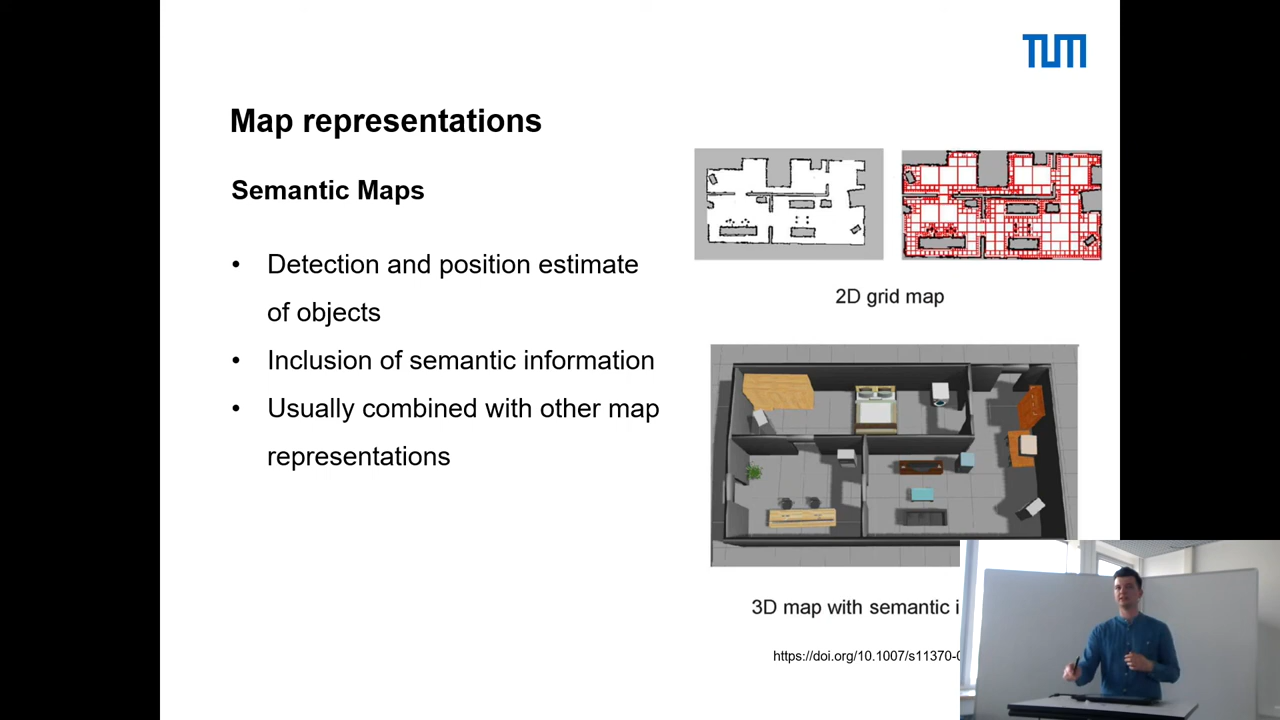 TUM
Map representations
Semantic Maps
• Detection and position estimate
of objects
• Inclusion of semantic information
• Usually combined with other map
representations
2D grid map
3D map with semantic i
https://doi.org/10.1007/s11370-0